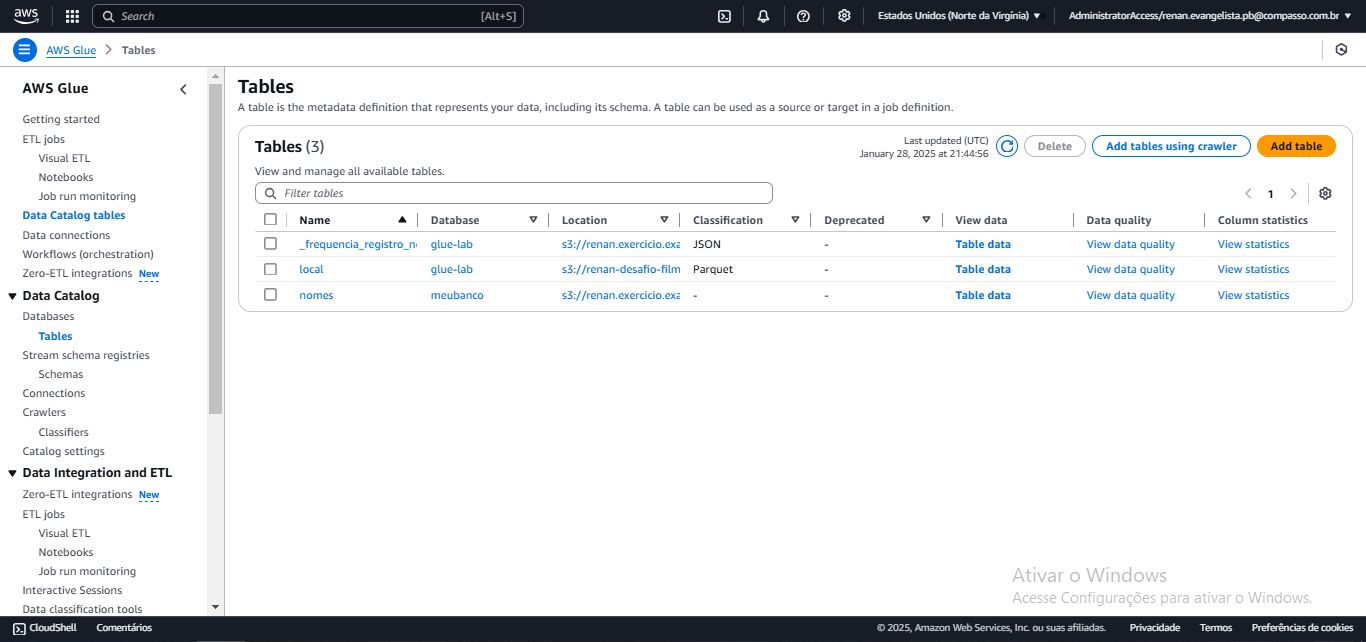 aws
Search [Alt+S]
Estados Unidos (Norte da Virgínia)
AdministratorAccess/renan.evangelista.pb@compasso.com.br
AWS Glue > Tables
AWS Glue
Getting started
ETL jobs
Visual ETL
Notebooks
Job run monitoring
Data Catalog tables
Data connections
Workflows (orchestration)
Zero-ETL integrations New
Data Catalog
Databases
Tables
Stream schema registries
Schemas
Connections
Crawlers
Classifiers
Catalog settings
Data Integration and ETL
Zero-ETL integrations New
ETL jobs
Visual ETL
Notebooks
Job run monitoring
Interactive Sessions
Data classification tools
Tables
A table is the metadata definition that represents your data, including its schema. A table can be used as a source or target in a job definition.
Tables (3)
Last updated (UTC)
January 28, 2025 at 21:44:56
Delete
Add tables using crawler
Add table
View and manage all available tables.
Filter tables
1
Name Database Location Classification Deprecated View data Data quality Column statistics
_frequencia_registro_n glue-lab s3://renan.exercicio.exa JSON - Table data View data quality View statistics
local glue-lab s3://renan-desafio-film Parquet - Table data View data quality View statistics
nomes meubanco s3://renan.exercicio.exa - - Table data View data quality View statistics
Ativar o Windows
Acesse Configurações para ativar o Windows.
CloudShell Comentários
© 2025, Amazon Web Services, Inc. ou suas afiliadas. Privacidade Termos Preferências de cookies